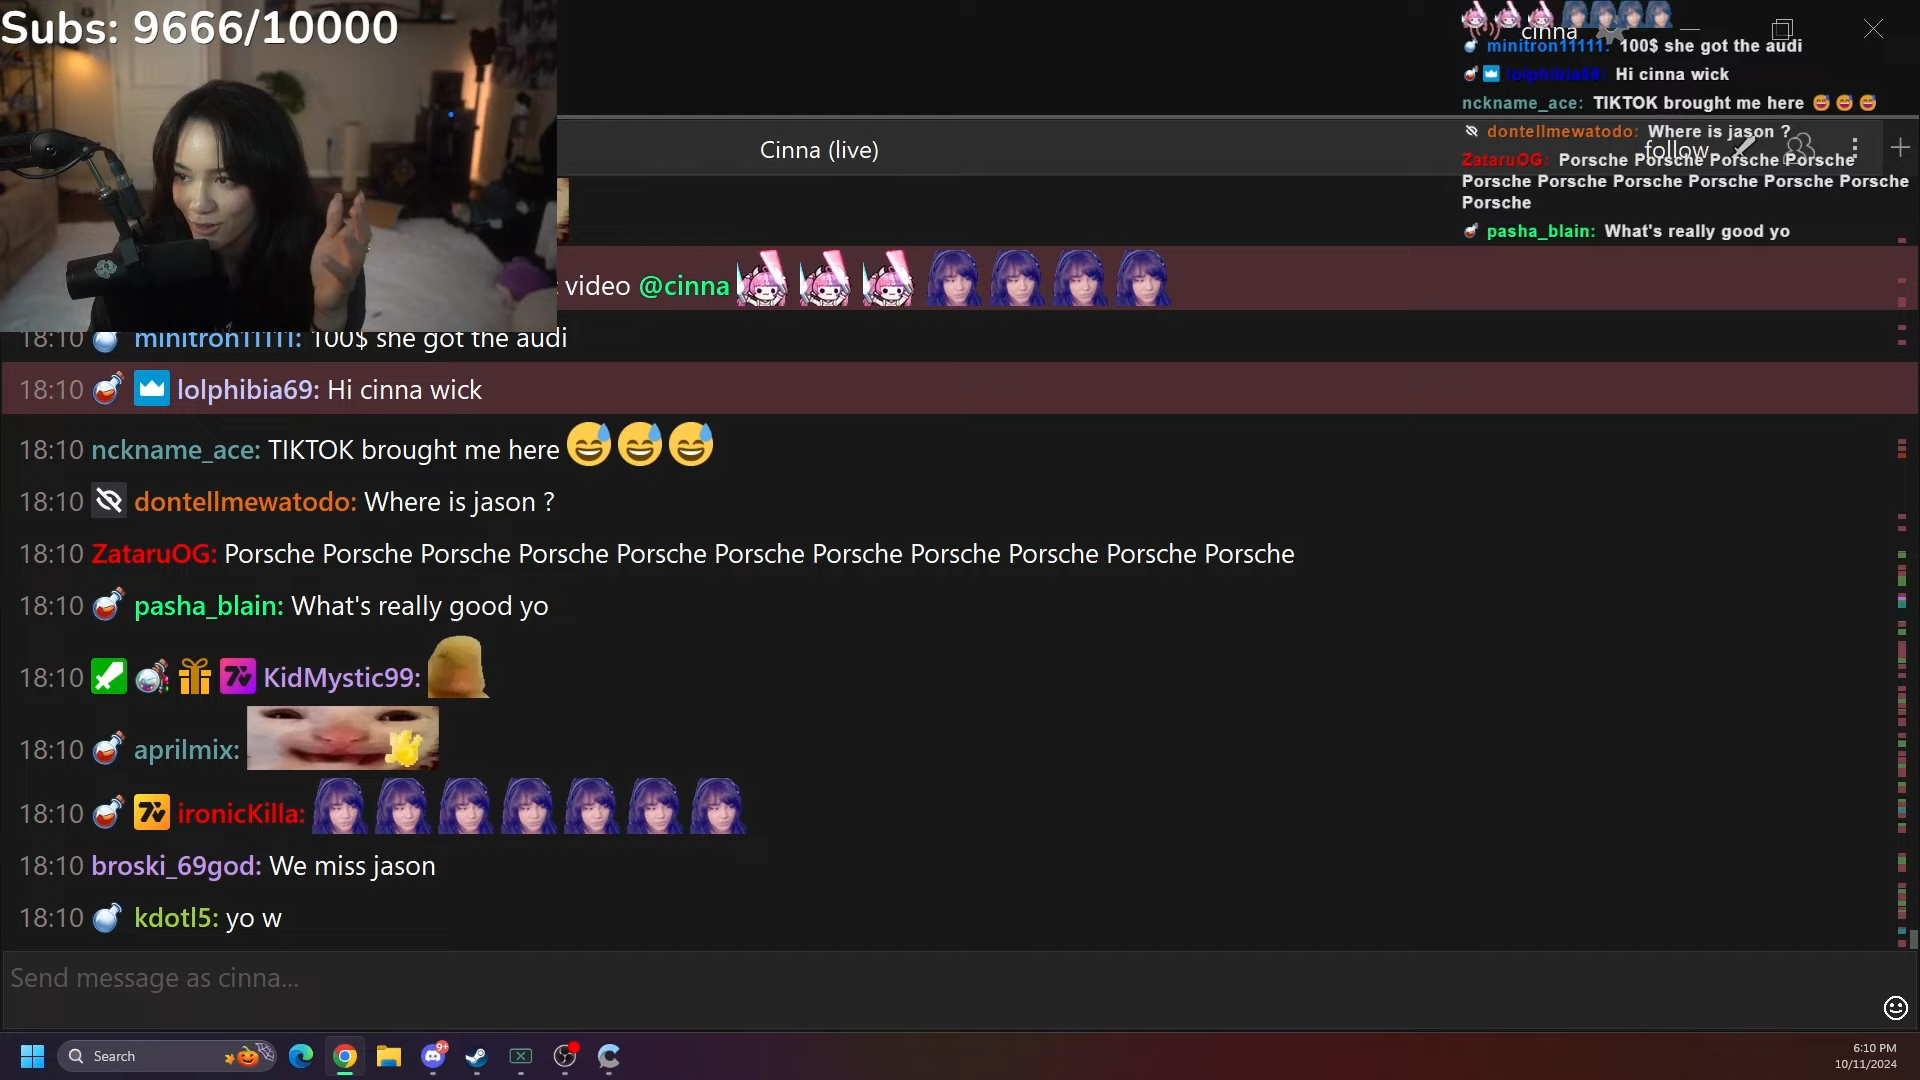 Subs: 9666/10000
cinna
minitron11111: 100$ she got the audi
lolphibia69: Hi cinna wick
nckname_ace: TIKTOK brought me here 😅 😅 😅
dontellmewatodo: Where is jason ?
ZataruOG: Porsche Porsche Porsche Porsche
Porsche Porsche Porsche Porsche Porsche Porsche
Porsche
pasha_blain: What's really good yo
Cinna (live)
follow
: video @cinna
18:10 minitron11111: 100$ she got the audi
18:10 lolphibia69: Hi cinna wick
18:10 nckname_ace: TIKTOK brought me here 😅 😅 😅
18:10 dontellmewatodo: Where is jason ?
18:10 ZataruOG: Porsche Porsche Porsche Porsche Porsche Porsche Porsche Porsche Porsche Porsche Porsche
18:10 pasha_blain: What's really good yo
18:10 KidMystic99:
18:10 aprilmix:
18:10 ironicKilla:
18:10 broski_69god: We miss jason
18:10 kdotl5: yo w
Send message as cinna...
Search
9+
6:10 PM
10/11/2024